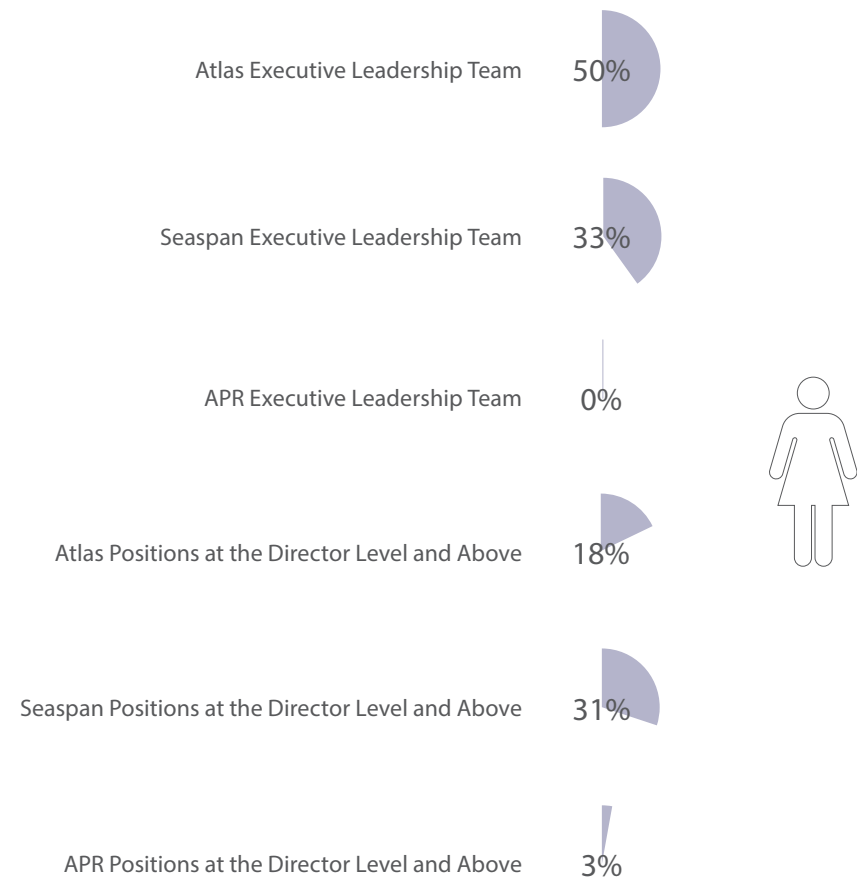 Atlas Executive Leadership Team 50%
Seaspan Executive Leadership Team 33%
APR Executive Leadership Team 0%
Atlas Positions at the Director Level and Above 18%
Seaspan Positions at the Director Level and Above 31%
APR Positions at the Director Level and Above 3%